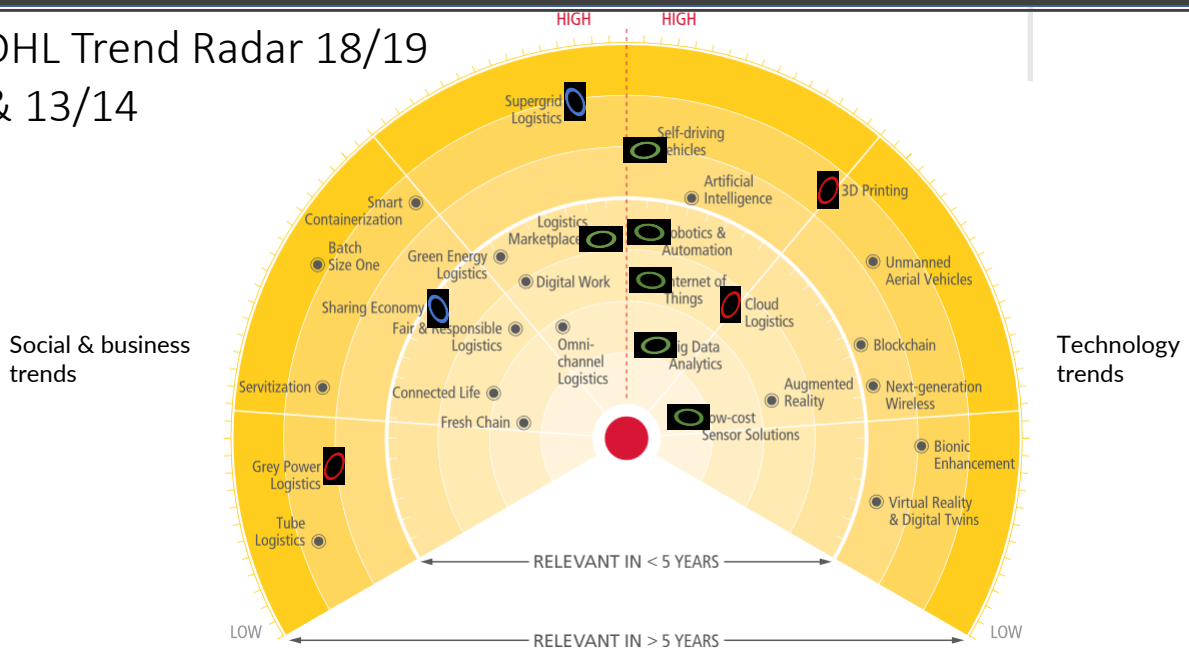 DHL Trend Radar 18/19
& 13/14
HIGH
HIGH
Supergrid
Logistics
Self-driving
ehicles
Artificial
Intelligence
3D Printing
Smart
Containerization
Logistics
Marketplace
obotics &
Automation
Batch
Size One
Green Energy
Logistics
Unmanned
Aerial Vehicles
Digital Work
nternet of
Things
Sharing Economy
Cloud
Logistics
Fair & Responsible
Logistics
Omni-
channel
Logistics
ig Data
Analytics
Blockchain
Social & business
trends
Technology
trends
Servitization
Connected Life
Augmented
Reality
Next-generation
Wireless
Fresh Chain
ow-cost
Sensor Solutions
Bionic
Enhancement
Grey Power
Logistics
Virtual Reality
& Digital Twins
Tube
Logistics
RELEVANT IN < 5 YEARS
LOW
RELEVANT IN > 5 YEARS
LOW